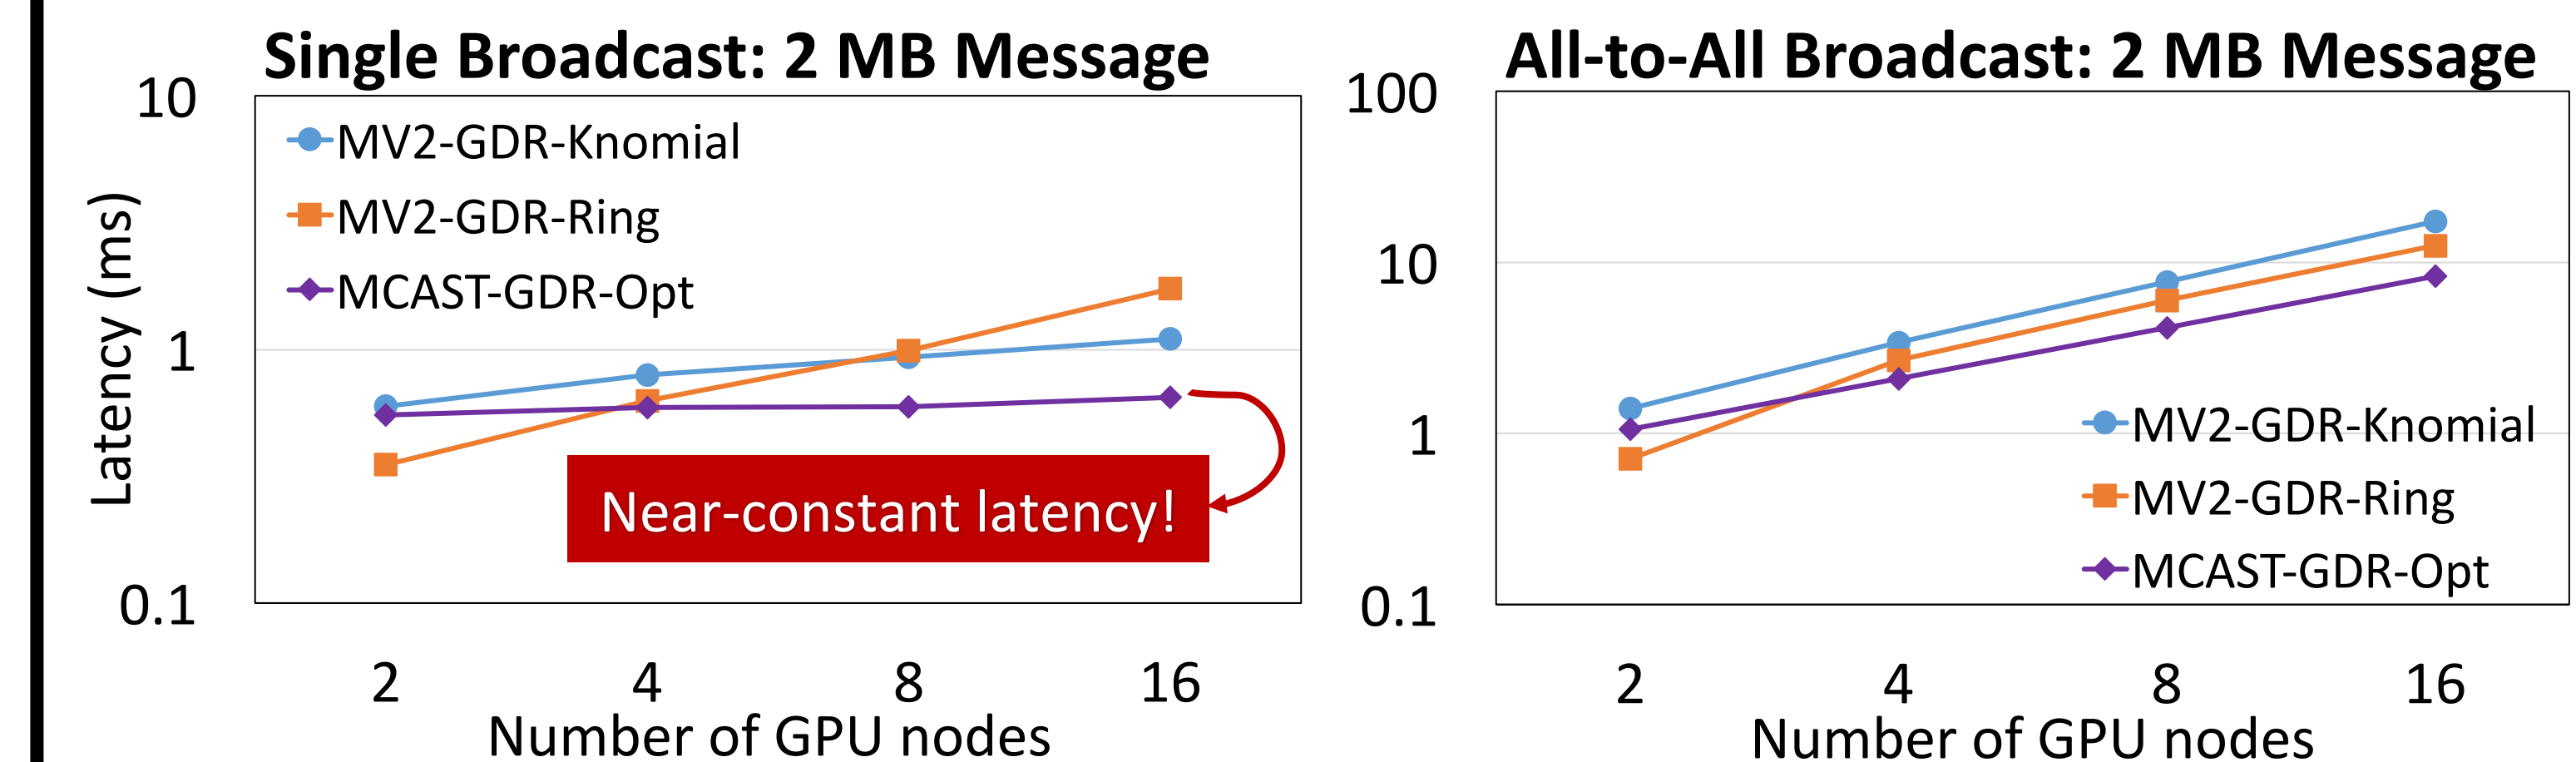 Single Broadcast: 2 MB Message
10
1
0.1
Latency (ms)
MV2-GDR-Knomial
MV2-GDR-Ring
MCAST-GDR-Opt
Near-constant latency!
2 4 8 16
Number of GPU nodes
All-to-All Broadcast: 2 MB Message
100
10
1
0.1
MV2-GDR-Knomial
MV2-GDR-Ring
MCAST-GDR-Opt
2 4 8 16
Number of GPU nodes